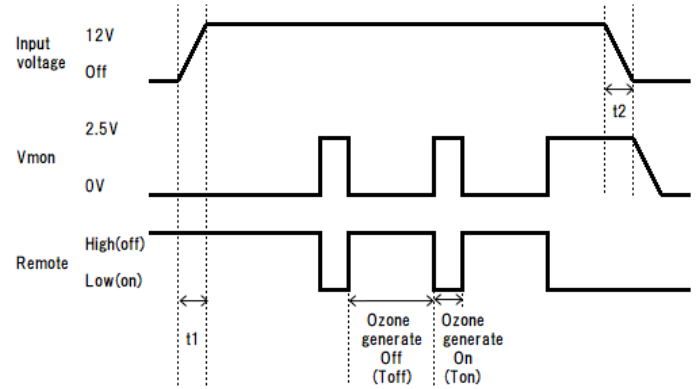 Input
voltage
12V
Off
t2
Vmon
2.5V
0V
Remote
High(off)
Low(on)
t1
Ozone
generate
Off
(Toff)
Ozone
generate
On
(Ton)